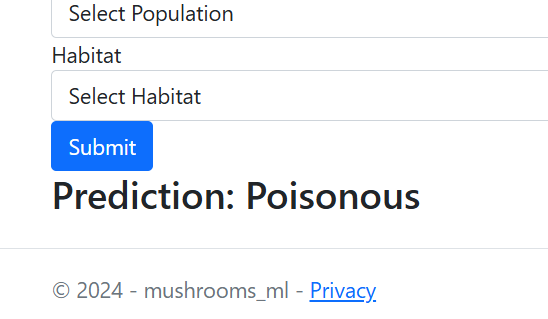 Select Population
Habitat
Select Habitat
Submit
Prediction: Poisonous
© 2024 - mushrooms_ml - Privacy